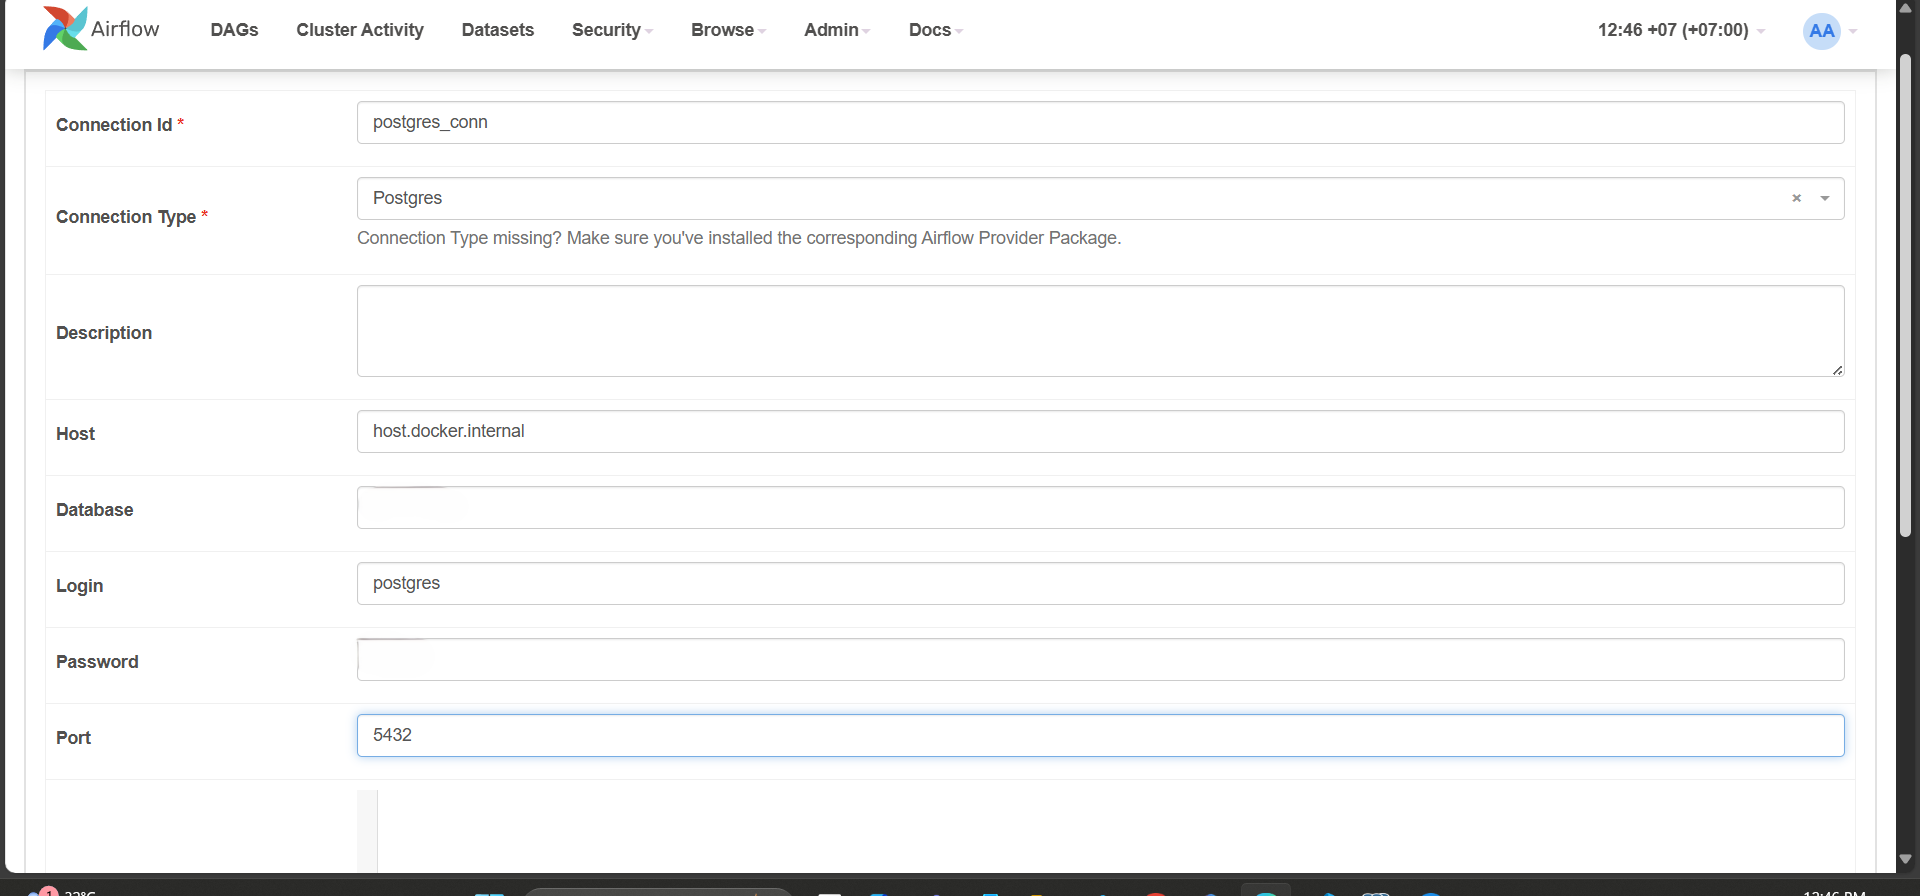 Airflow DAGs Cluster Activity Datasets Security Browse Admin Docs 12:46 +07 (+07:00) AA
Connection Id * postgres_conn
Connection Type * Postgres
Connection Type missing? Make sure you've installed the corresponding Airflow Provider Package.
Description
Host host.docker.internal
Database
Login postgres
Password
Port 5432
1